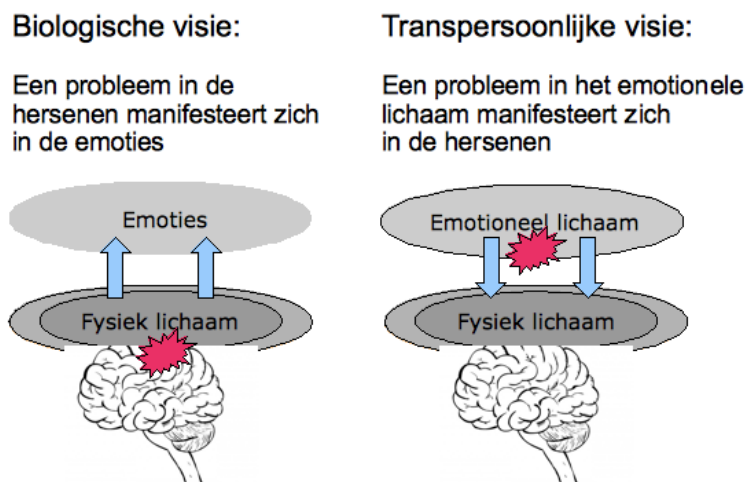 Biologische visie:
Een probleem in de
hersenen manifesteert zich
in de emoties
Emoties
Fysiek lichaam
Transpersoonlijke visie:
Een probleem in het emotionele
lichaam manifesteert zich
in de hersenen
Emotioneel lichaam
Fysiek lichaam